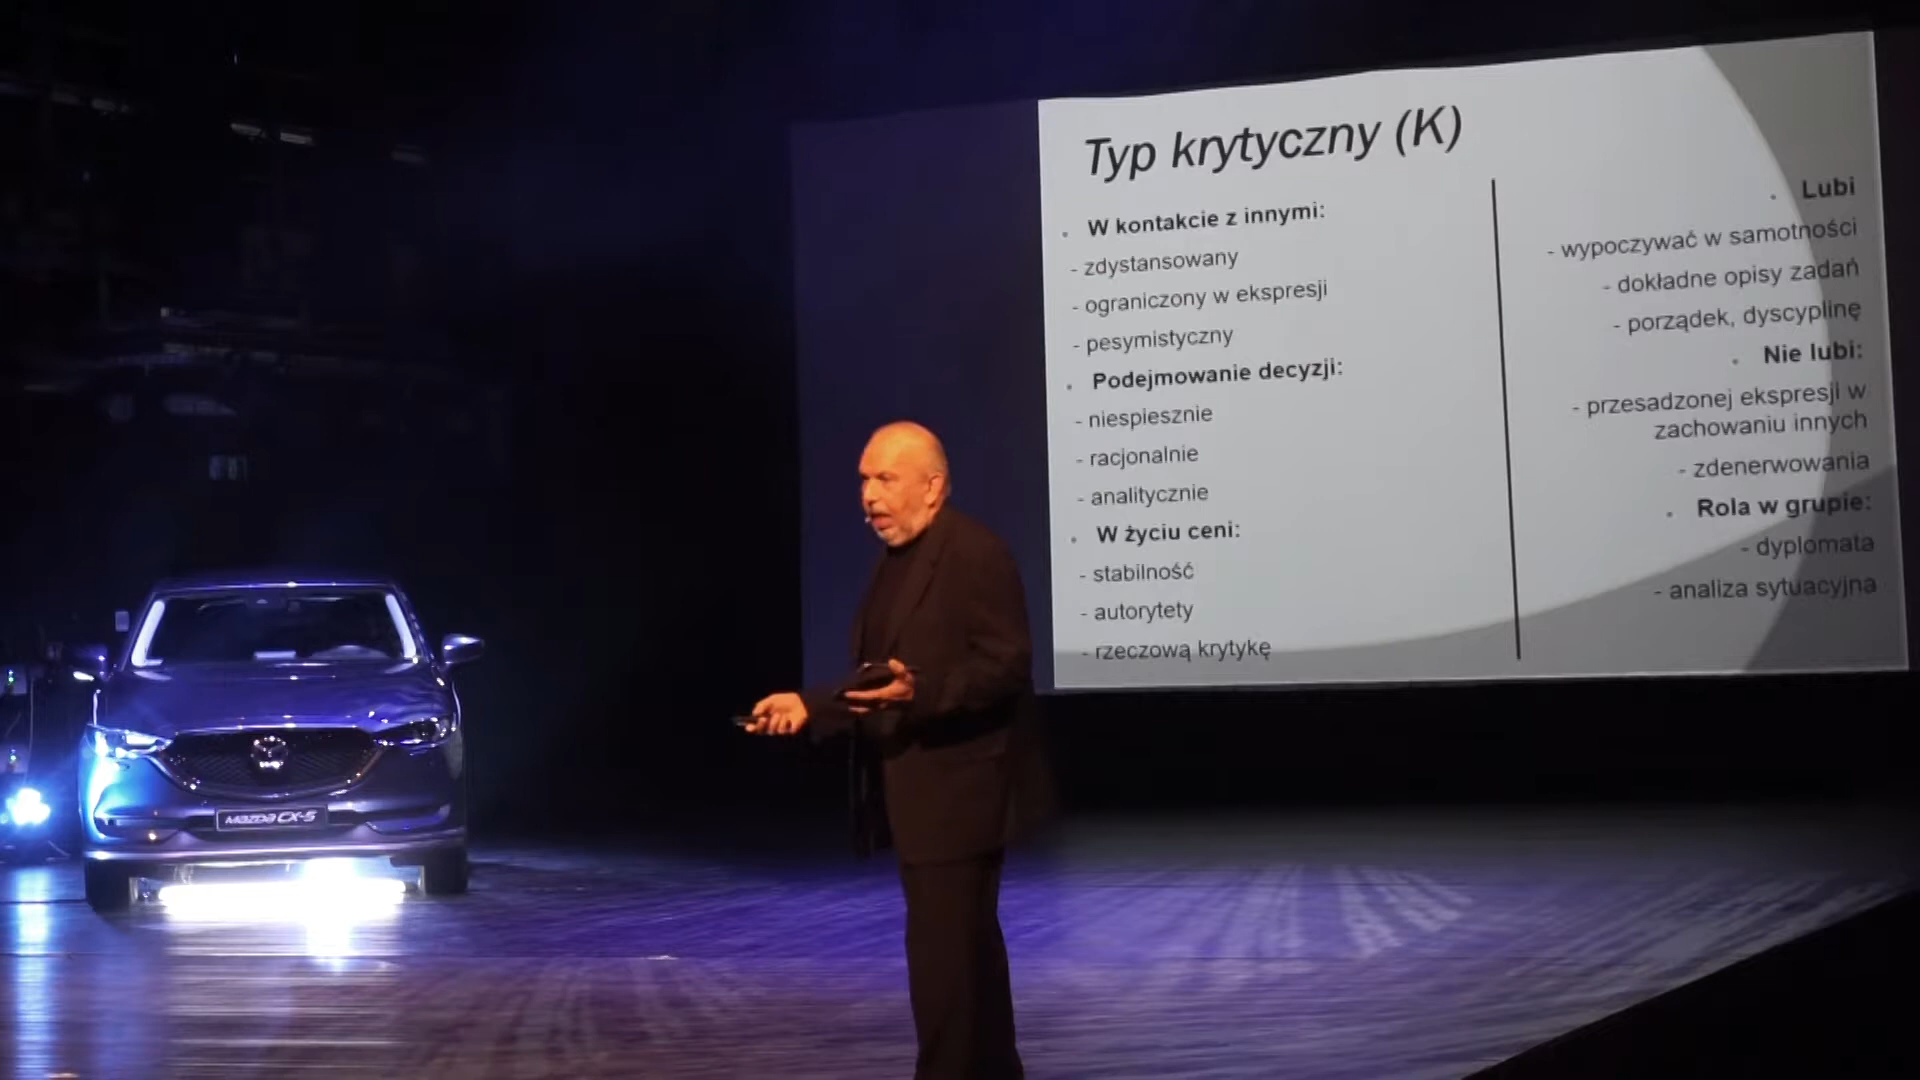 Typ krytyczny (K)
• W kontakcie z innymi:
- zdystansowany
- ograniczony w ekspresji
- pesymistyczny
• Podejmowanie decyzji:
- niespiesznie
- racjonalnie
- analitycznie
• W życiu ceni:
- stabilność
- autorytety
- rzeczową krytykę
• Lubi
- wypoczywać w samotności
- dokładne opisy zadań
- porządek, dyscyplinę
• Nie lubi:
- przesadzonej ekspresji w
zachowaniu innych
- zdenerwowania
• Rola w grupie:
- dyplomata
- analiza sytuacyjna
mazda CX-5